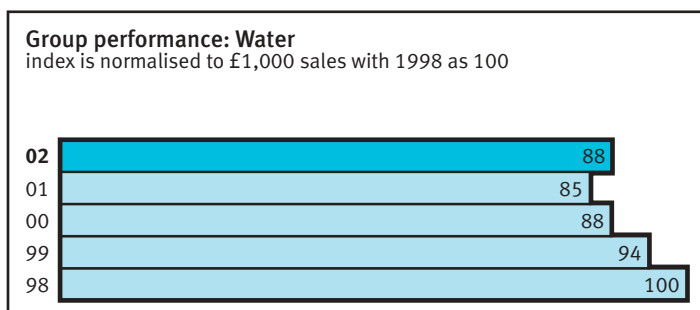 Group performance: Water
index is normalised to £1,000 sales with 1998 as 100
02 88
01 85
00 88
99 94
98 100